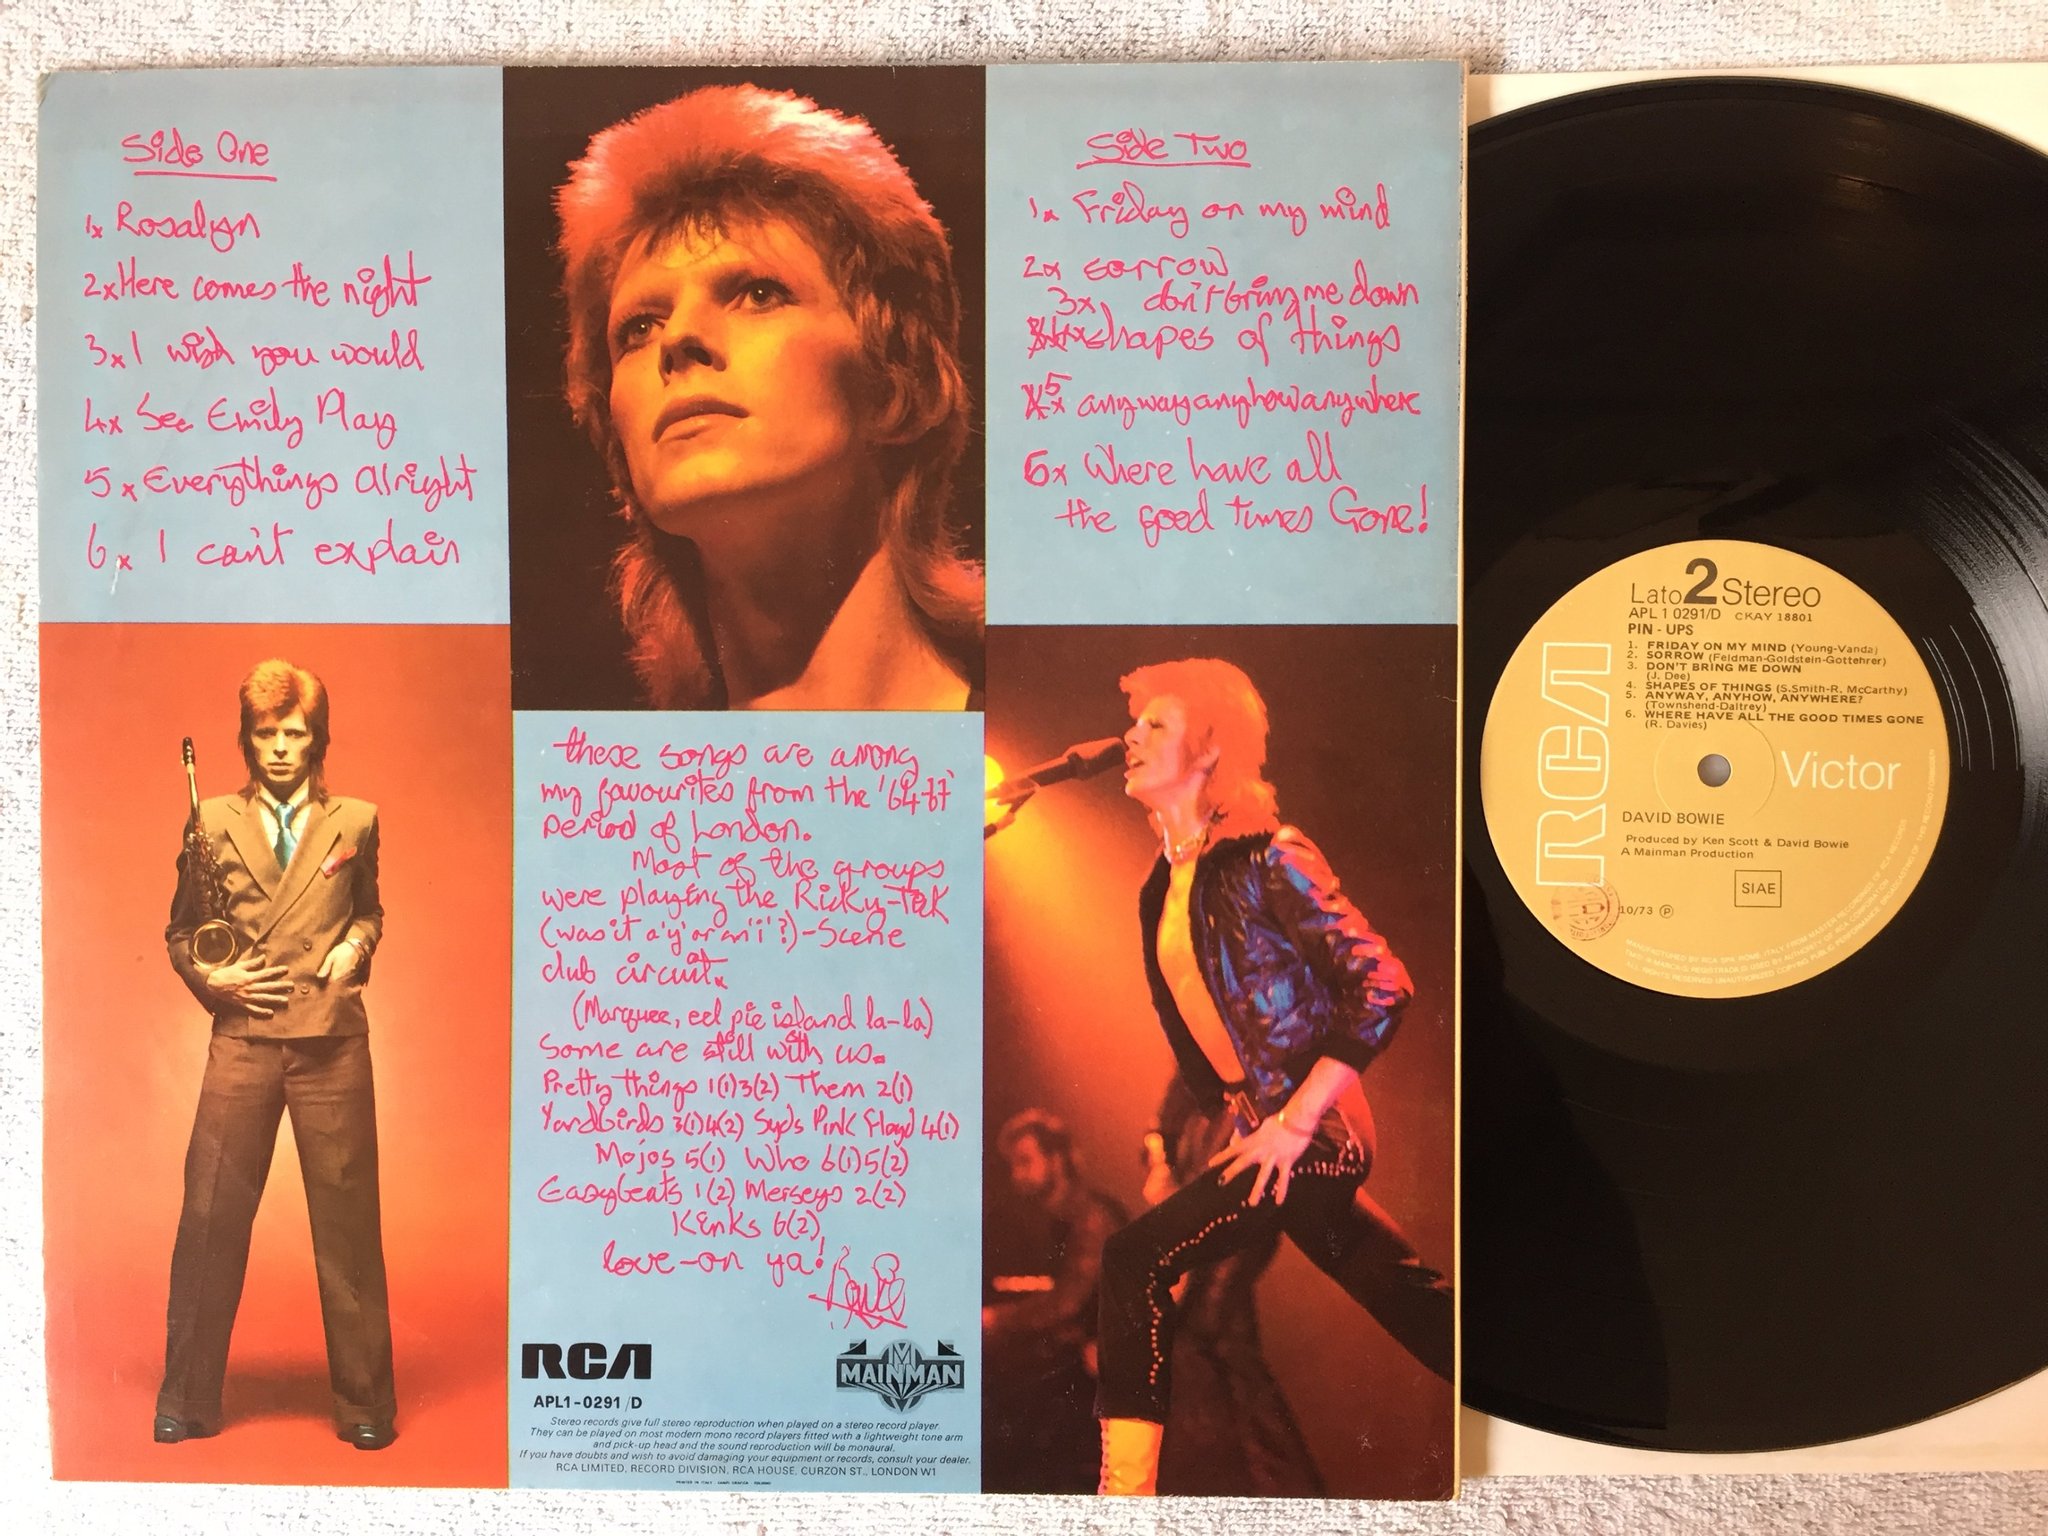 Side One
1x Rosalyn
2x Here comes the night
3x I wish you would
4x See Emily Play
5x Everythings alright
6x I can't explain
Side Two
1x Friday on my mind
2x sorrow
3x don't bring me down
4x shapes of things
5x anywayanyhowanywhere
6x Where have all
the good times Gone!
these songs are among
my favourites from the '64-67'
period of London.
Most of the groups
were playing the Ricky-Tick
(was it a 'y' or an 'i'?)-Scene
club circuit.
(Marquee, eel pie island la-la)
Some are still with us.
Pretty things 1(1)3(2) Them 2(1)
Yardbirds 3(1)4(2) Syd's Pink Floyd 4(1)
Mojos 5(1) Who 6(1)5(2)
Easybeats 1(2) Merseys 2(2)
Kinks 6(2)
love-on ya!
Bowie
RCA
MAINMAN
APL1-0291/D
Stereo records give full stereo reproduction when played on a stereo record player.
They can be played on most modern mono record players fitted with a lightweight tone arm
and pick-up head and the sound reproduction will be monaural.
If you have doubts and wish to avoid damaging your equipment or records, consult your dealer.
RCA LIMITED, RECORD DIVISION, RCA HOUSE, CURZON ST., LONDON W1
Lato 2 Stereo
APL 1 0291/D CKAY 18801
PIN - UPS
1. FRIDAY ON MY MIND (Young-Vanda)
2. SORROW (Feldman-Goldstein-Gottehrer)
3. DON'T BRING ME DOWN
(J. Dee)
4. SHAPES OF THINGS (S.Smith-R. McCarthy)
5. ANYWAY, ANYHOW, ANYWHERE?
(Townshend-Daltrey)
6. WHERE HAVE ALL THE GOOD TIMES GONE
(R. Davies)
RCA
Victor
DAVID BOWIE
Produced by Ken Scott & David Bowie
A Mainman Production
SIAE
10/73 Ⓟ